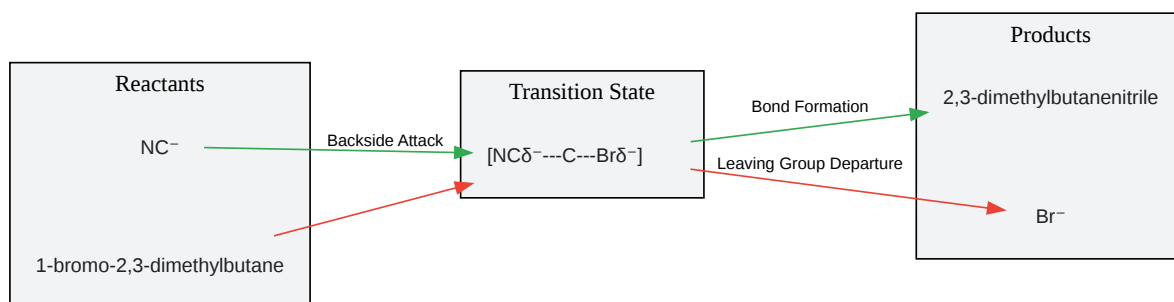 Reactants
NC⁻
1-bromo-2,3-dimethylbutane
Backside Attack
Transition State
[NCδ⁻---C---Brδ⁻]
Bond Formation
Leaving Group Departure
Products
2,3-dimethylbutanenitrile
Br⁻